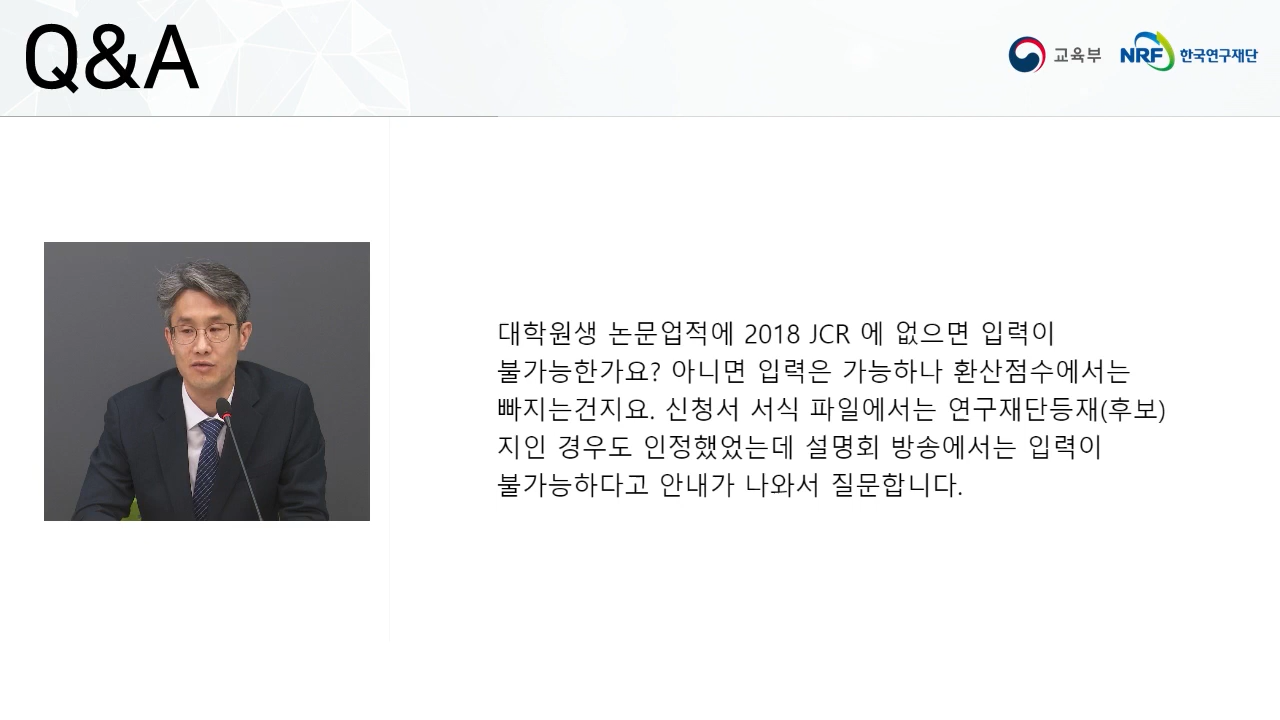 Q&A
교육부
NRF 한국연구재단
대학원생 논문업적에 2018 JCR 에 없으면 입력이
불가능한가요? 아니면 입력은 가능하나 환산점수에서는
빠지는건지요. 신청서 서식 파일에서는 연구재단등재(후보)
지인 경우도 인정했었는데 설명회 방송에서는 입력이
불가능하다고 안내가 나와서 질문합니다.